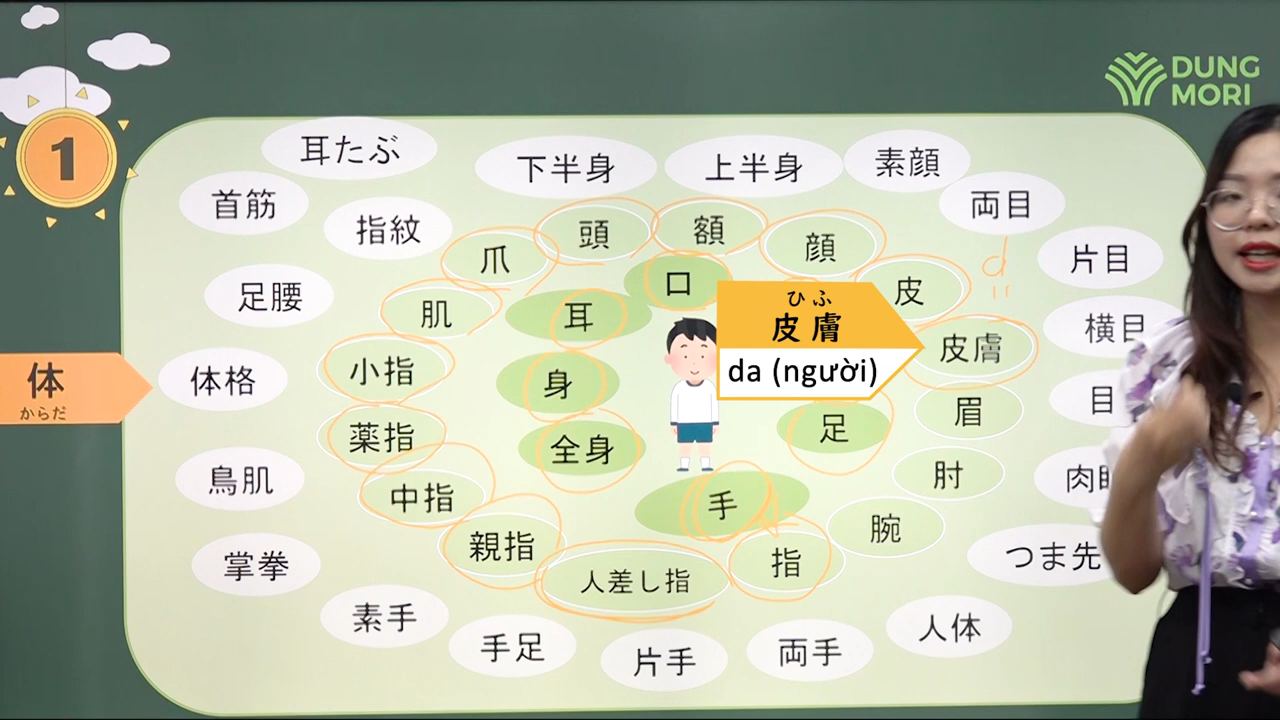 DUNG
MORI
1
体
からだ
耳たぶ
下半身
上半身
素顔
首筋
指紋
両目
片目
足腰
横目
体格
目
鳥肌
肉
掌拳
つま先
素手
手足
片手
両手
人体
爪
頭
額
顔
皮
肌
皮膚
小指
眉
薬指
肘
中指
腕
親指
人差し指
指
口
耳
身
全身
足
手
ひふ
皮膚
da (người)